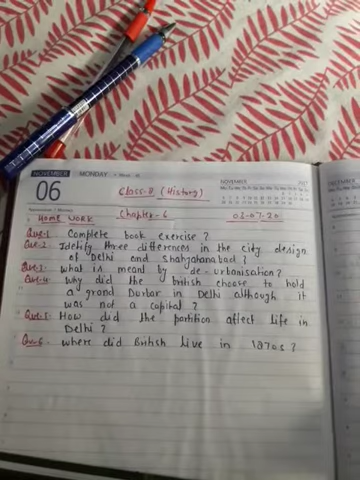 NOVEMBER
MONDAY
06
Class-8 (History)
NOVEMBER
DECEMBER
HOME WORK Chapter-6 03-07-20
Que-1 Complete book exercise?
Que-2 Idetify three differences in the city design
of Delhi and Shahjahanabad?
Que-3 what is meant by de-urbanisation?
Que-4 Why did the british choose to hold
a grand Durbar in Delhi although it
was not a capital?
Que-5 How did the partition affect life in
Delhi?
Que-6 where did British live in 1870s?